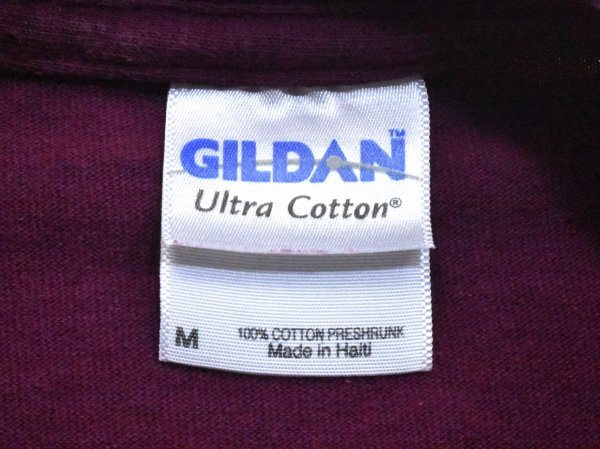 GILDAN™
Ultra Cotton®
M
100% COTTON PRESHRUNK
Made in Haiti